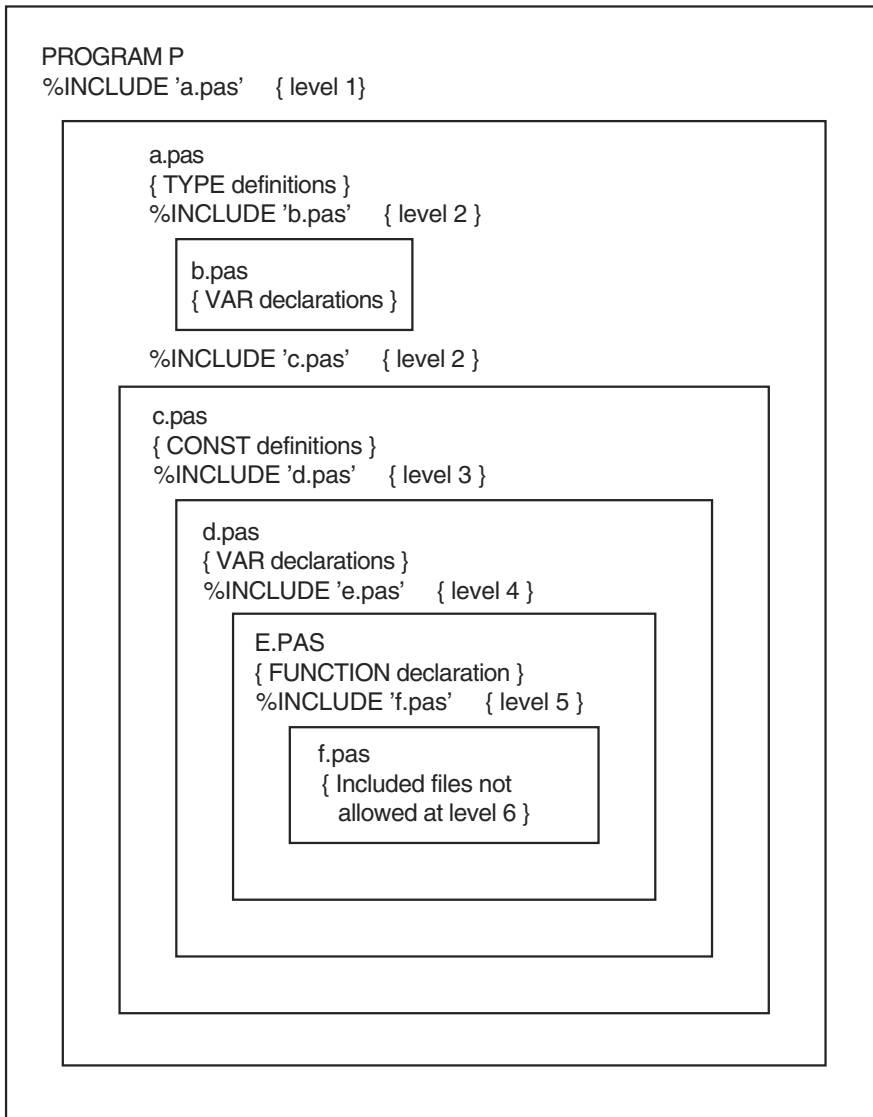 PROGRAM P
%INCLUDE ’a.pas’ { level 1}
a.pas
{ TYPE definitions }
%INCLUDE ’b.pas’ { level 2 }
b.pas
{ VAR declarations }
%INCLUDE ’c.pas’ { level 2 }
c.pas
{ CONST definitions }
%INCLUDE ’d.pas’ { level 3 }
d.pas
{ VAR declarations }
%INCLUDE ’e.pas’ { level 4 }
E.PAS
{ FUNCTION declaration }
%INCLUDE ’f.pas’ { level 5 }
f.pas
{ Included files not
allowed at level 6 }